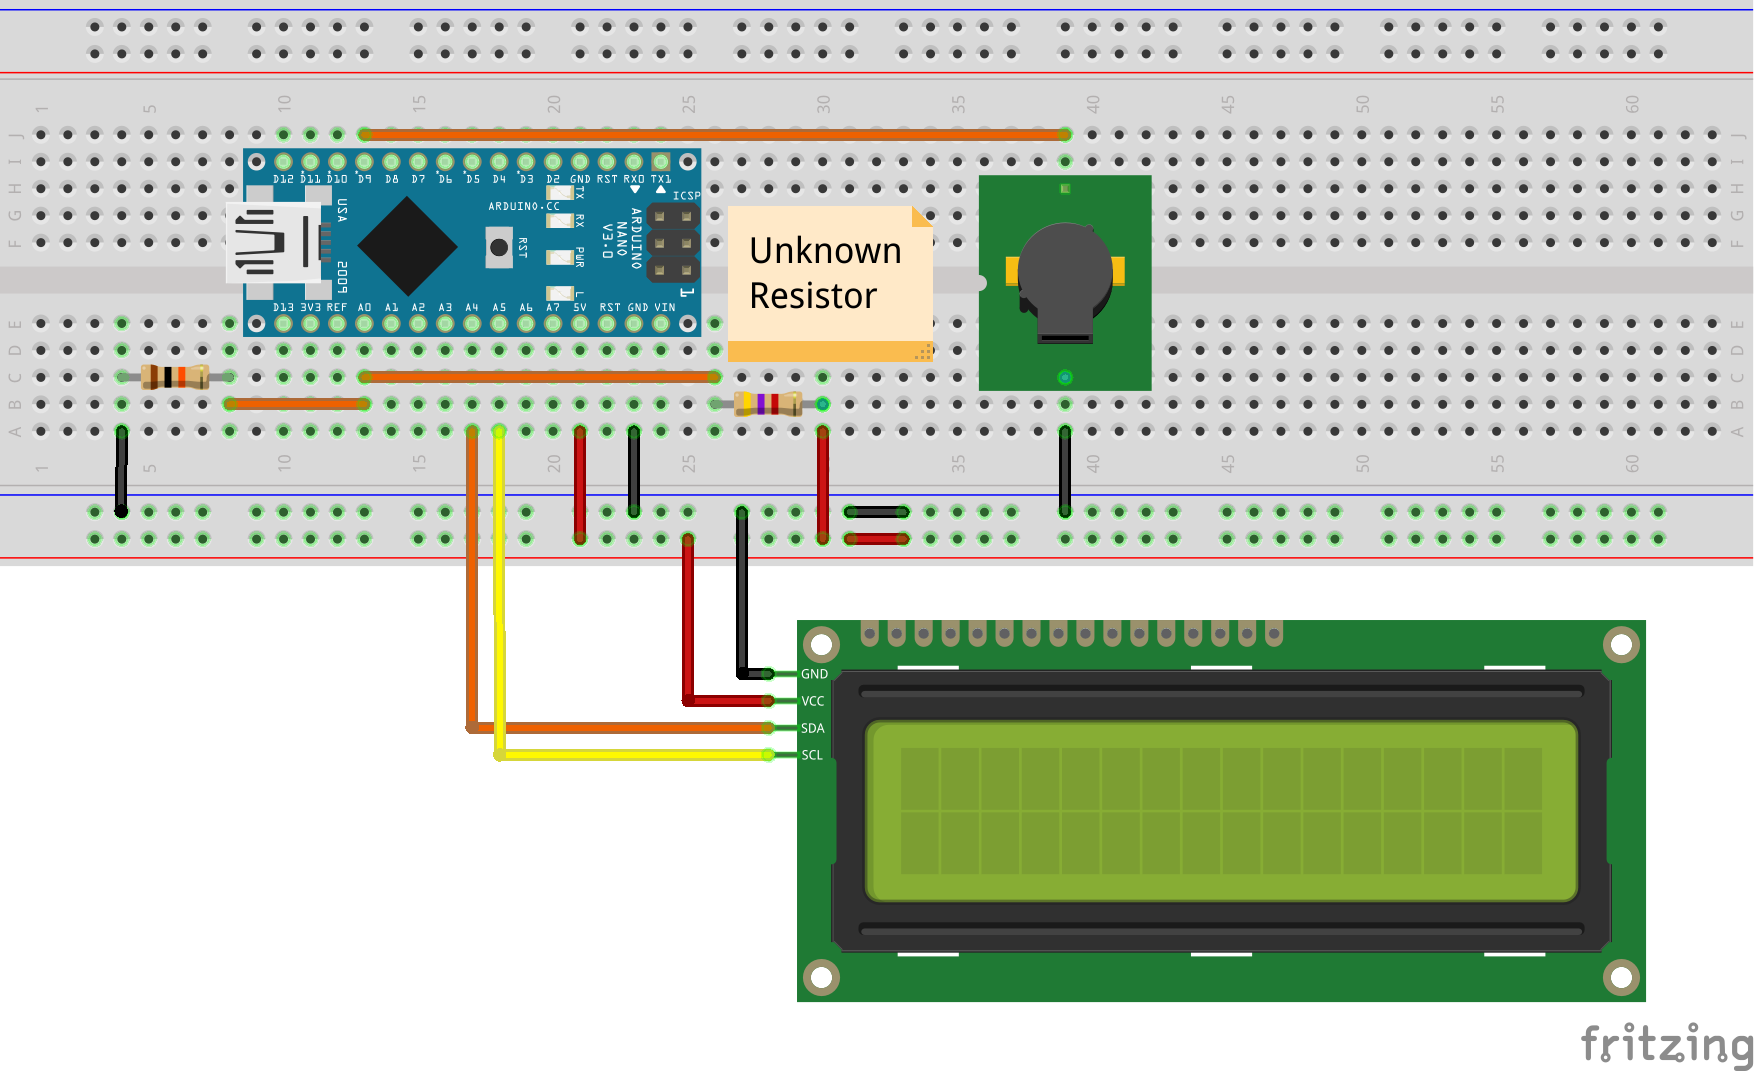 1 5 10 15 20 25 30 35 40 45 50 55 60
J J
I I
H H
G G
F F
D12 D11 D10 D9 D8 D7 D6 D5 D4 D3 D2 GND RST RX0 TX1
TX
RX
PWR
L
ICSP
USA
2009
ARDUINO.CC
RST
ARDUINO
NANO
V3.0
1
D13 3V3 REF A0 A1 A2 A3 A4 A5 A6 A7 5V RST GND VIN
Unknown
Resistor
E E
D D
C C
B B
A A
1 5 10 15 20 25 30 35 40 45 50 55 60
GND
VCC
SDA
SCL
fritzing